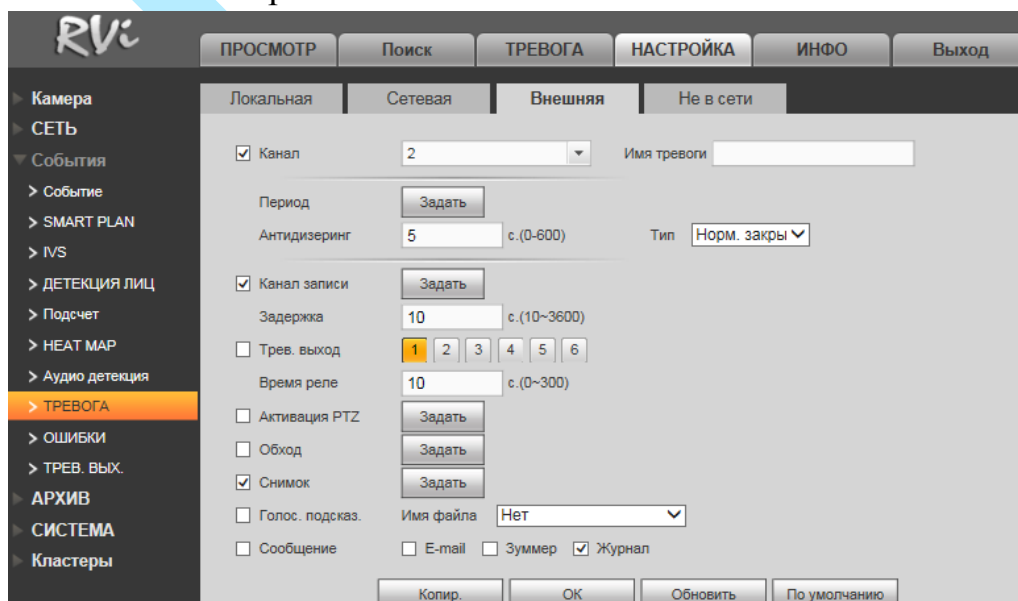 RVi
ПРОСМОТР Поиск ТРЕВОГА НАСТРОЙКА ИНФО Выход
Камера
СЕТЬ
События
Событие
SMART PLAN
IVS
ДЕТЕКЦИЯ ЛИЦ
Подсчет
HEAT MAP
Аудио детекция
ТРЕВОГА
ОШИБКИ
ТРЕВ. ВЫХ.
АРХИВ
СИСТЕМА
Кластеры
Локальная Сетевая Внешняя Не в сети
Канал 2 Имя тревоги
Период Задать
Антидизеринг 5 с.(0-600) Тип Норм. закры
Канал записи Задать
Задержка 10 с.(10~3600)
Трев. выход 1 2 3 4 5 6
Время реле 10 с.(0~300)
Активация PTZ Задать
Обход Задать
Снимок Задать
Голос. подсказ. Имя файла Нет
Сообщение E-mail Зуммер Журнал
Копир. ОК Обновить По умолчанию